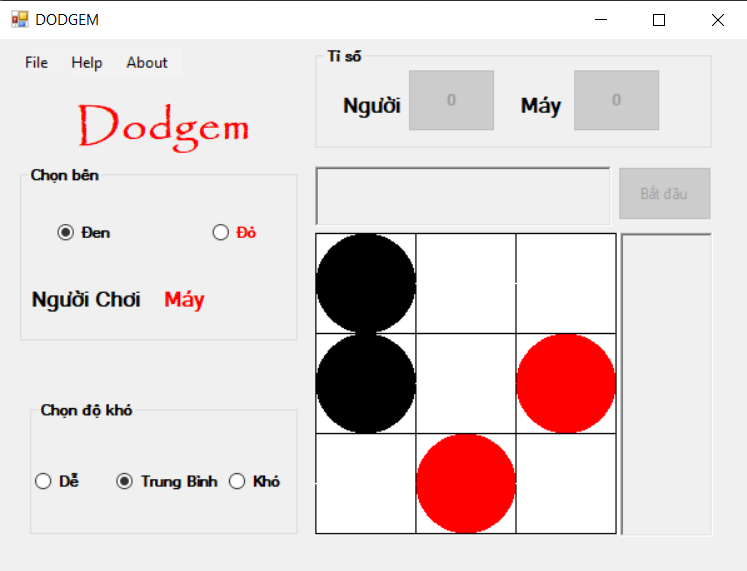 DODGEM
File Help About
Dodgem
Tỉ số
Người 0 Máy 0
Chọn bên
Đen Đỏ
Người Chơi Máy
Bắt đầu
Chọn độ khó
Dễ Trung Bình Khó